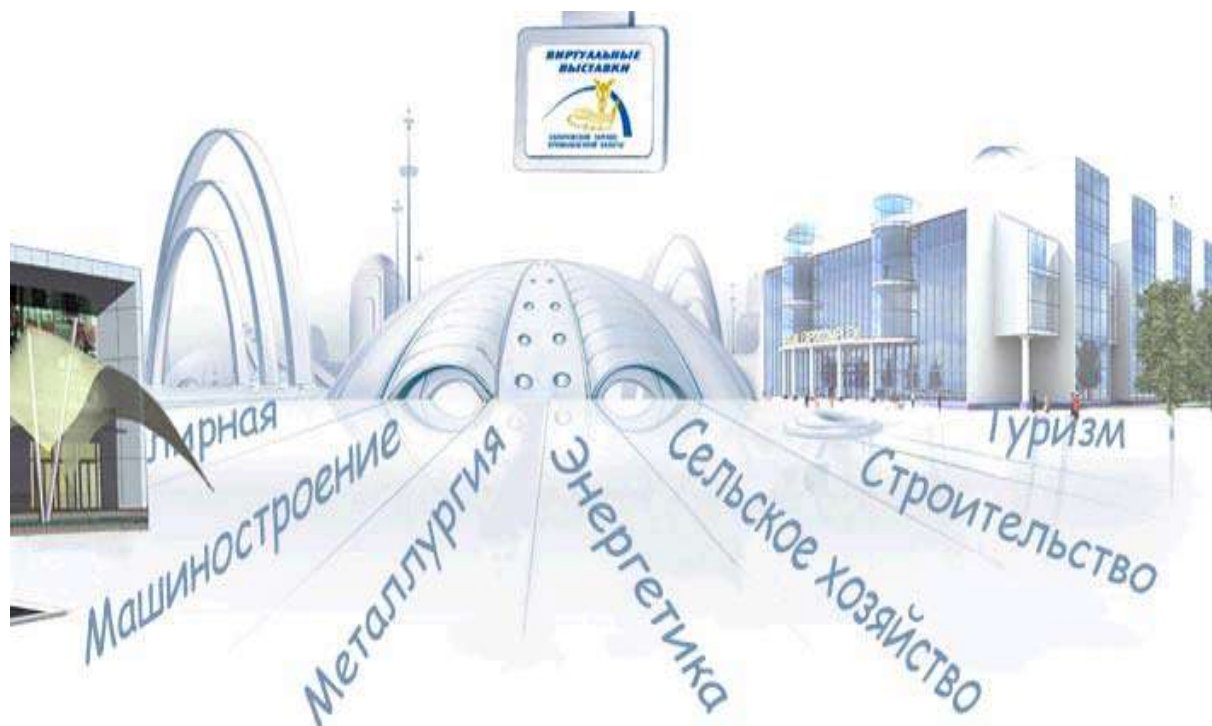 ВИРТУАЛЬНЫЕ
ВЫСТАВКИ
Машиностроение
Металлургия
Энергетика
Сельское хозяйство
Строительство
Туризм